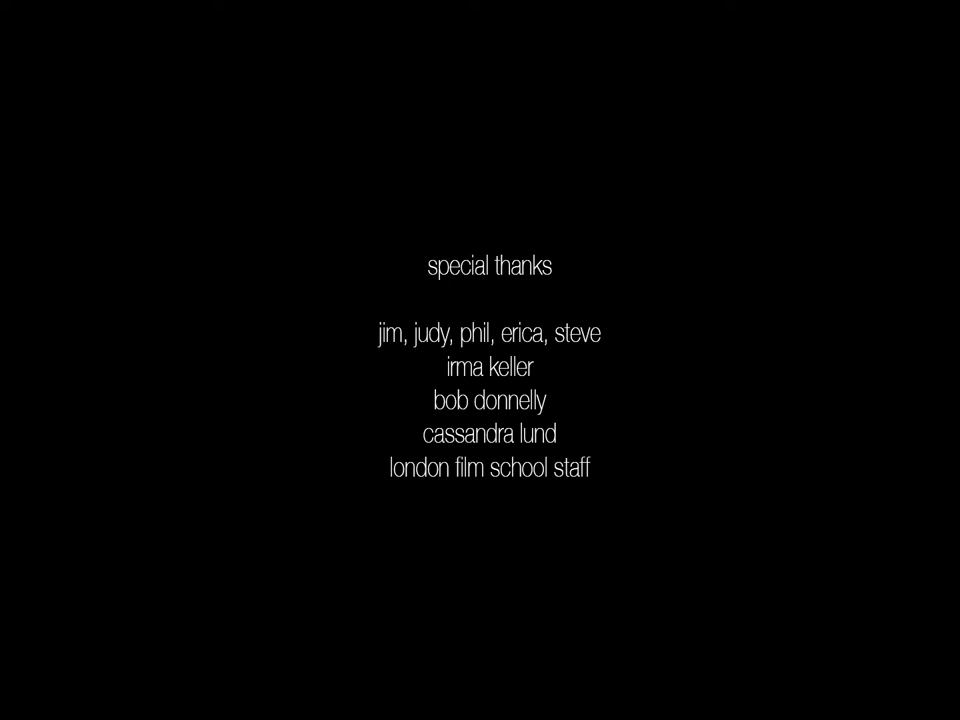 special thanks
jim, judy, phil, erica, steve
irma keller
bob donnelly
cassandra lund
london film school staff